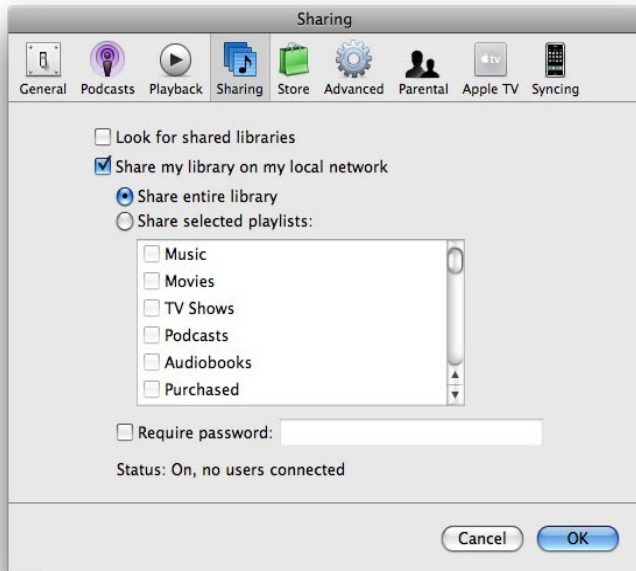 Sharing
General Podcasts Playback Sharing Store Advanced Parental Apple TV Syncing
Look for shared libraries
Share my library on my local network
Share entire library
Share selected playlists:
Music
Movies
TV Shows
Podcasts
Audiobooks
Purchased
Require password:
Status: On, no users connected
Cancel OK